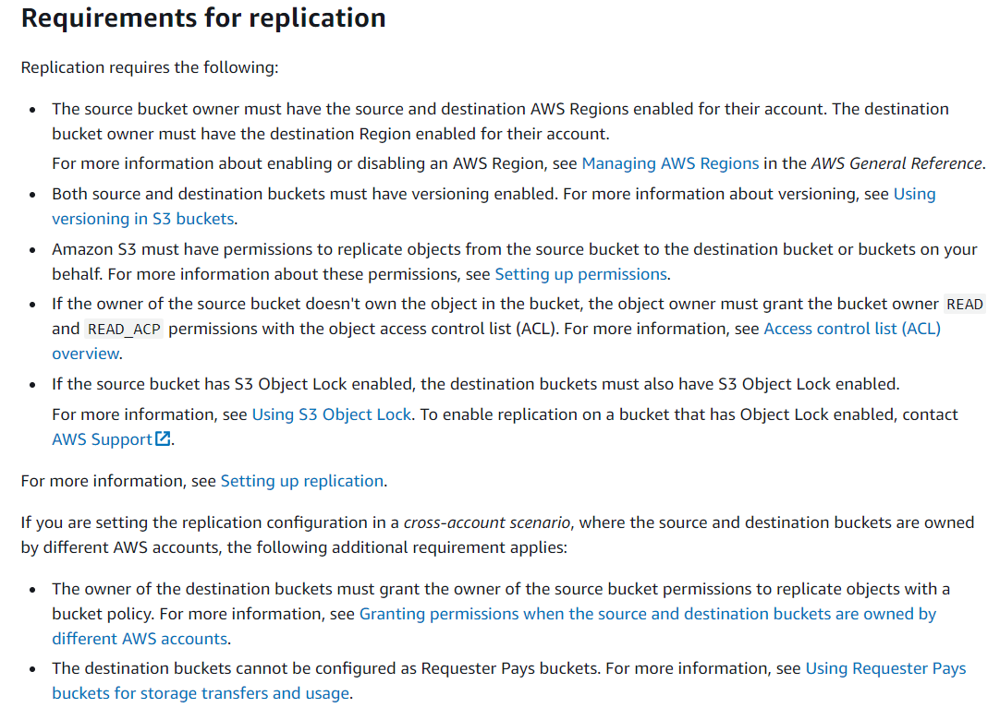 Requirements for replication
Replication requires the following:
• The source bucket owner must have the source and destination AWS Regions enabled for their account. The destination
bucket owner must have the destination Region enabled for their account.
For more information about enabling or disabling an AWS Region, see Managing AWS Regions in the AWS General Reference.
• Both source and destination buckets must have versioning enabled. For more information about versioning, see Using
versioning in S3 buckets.
• Amazon S3 must have permissions to replicate objects from the source bucket to the destination bucket or buckets on your
behalf. For more information about these permissions, see Setting up permissions.
• If the owner of the source bucket doesn't own the object in the bucket, the object owner must grant the bucket owner READ
and READ_ACP permissions with the object access control list (ACL). For more information, see Access control list (ACL)
overview.
• If the source bucket has S3 Object Lock enabled, the destination buckets must also have S3 Object Lock enabled.
For more information, see Using S3 Object Lock. To enable replication on a bucket that has Object Lock enabled, contact
AWS Support.
For more information, see Setting up replication.
If you are setting the replication configuration in a cross-account scenario, where the source and destination buckets are owned
by different AWS accounts, the following additional requirement applies:
• The owner of the destination buckets must grant the owner of the source bucket permissions to replicate objects with a
bucket policy. For more information, see Granting permissions when the source and destination buckets are owned by
different AWS accounts.
• The destination buckets cannot be configured as Requester Pays buckets. For more information, see Using Requester Pays
buckets for storage transfers and usage.